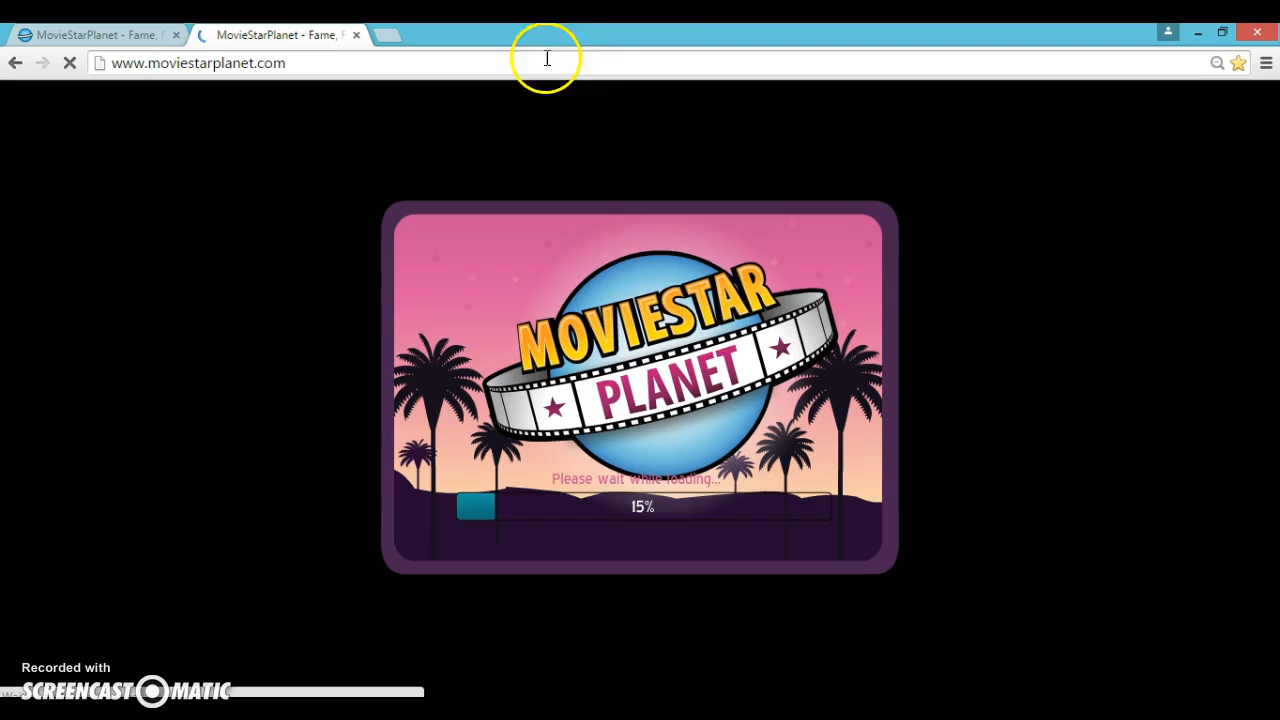 MovieStarPlanet - Fame, F
MovieStarPlanet - Fame, F
www.moviestarplanet.com
MOVIESTAR
PLANET
Please wait while loading...
15%
Recorded with
SCREENCAST MATIC